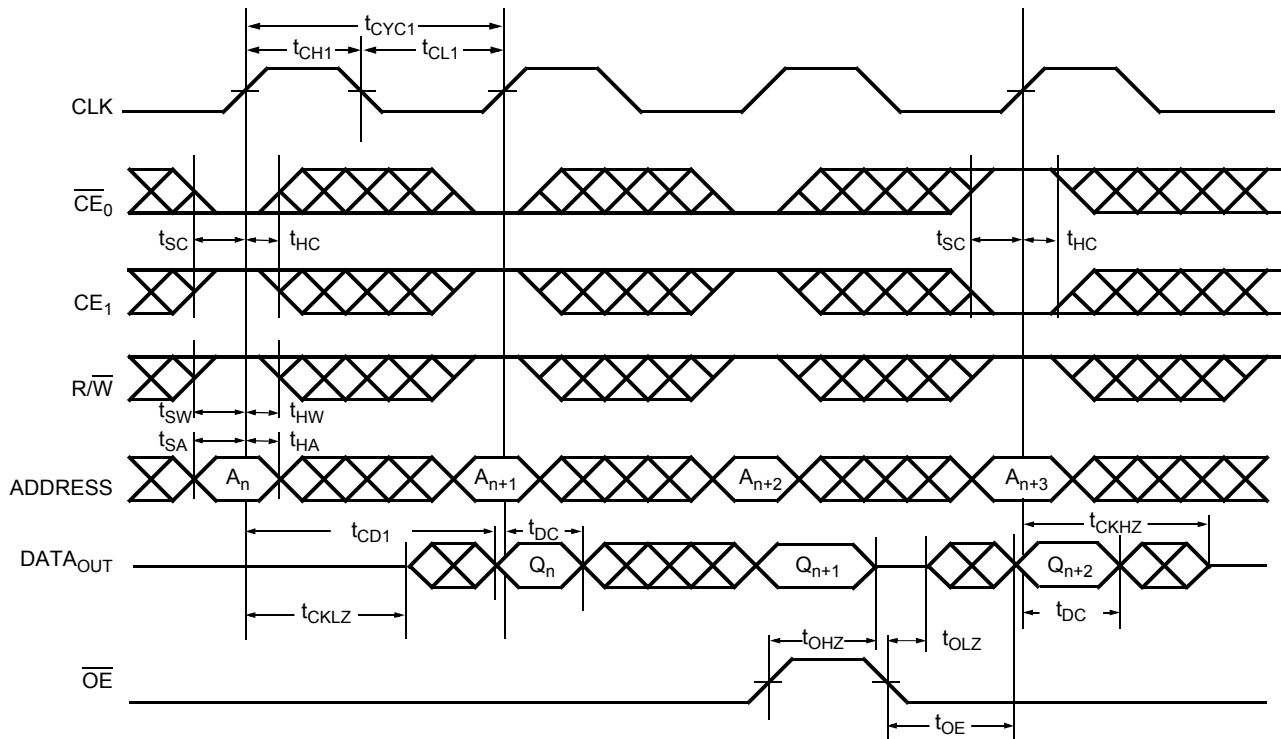 tCYC1
tCH1
tCL1
CLK
CE0
tSC
tHC
tSC
tHC
CE1
R/W
tSW
tHW
tSA
tHA
ADDRESS
An
An+1
An+2
An+3
tCD1
tDC
tCKHZ
DATAOUT
Qn
Qn+1
Qn+2
tCKLZ
tDC
tOHZ
tOLZ
OE
tOE